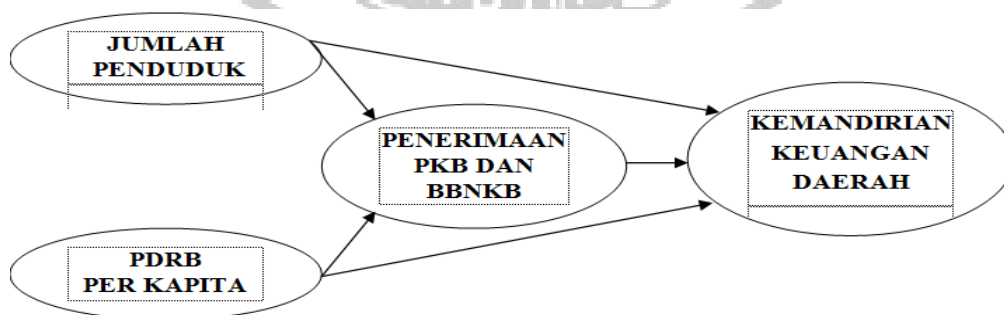 JUMLAH
PENDUDUK
PENERIMAAN
PKB DAN
BBNKB
KEMANDIRIAN
KEUANGAN
DAERAH
PDRB
PER KAPITA